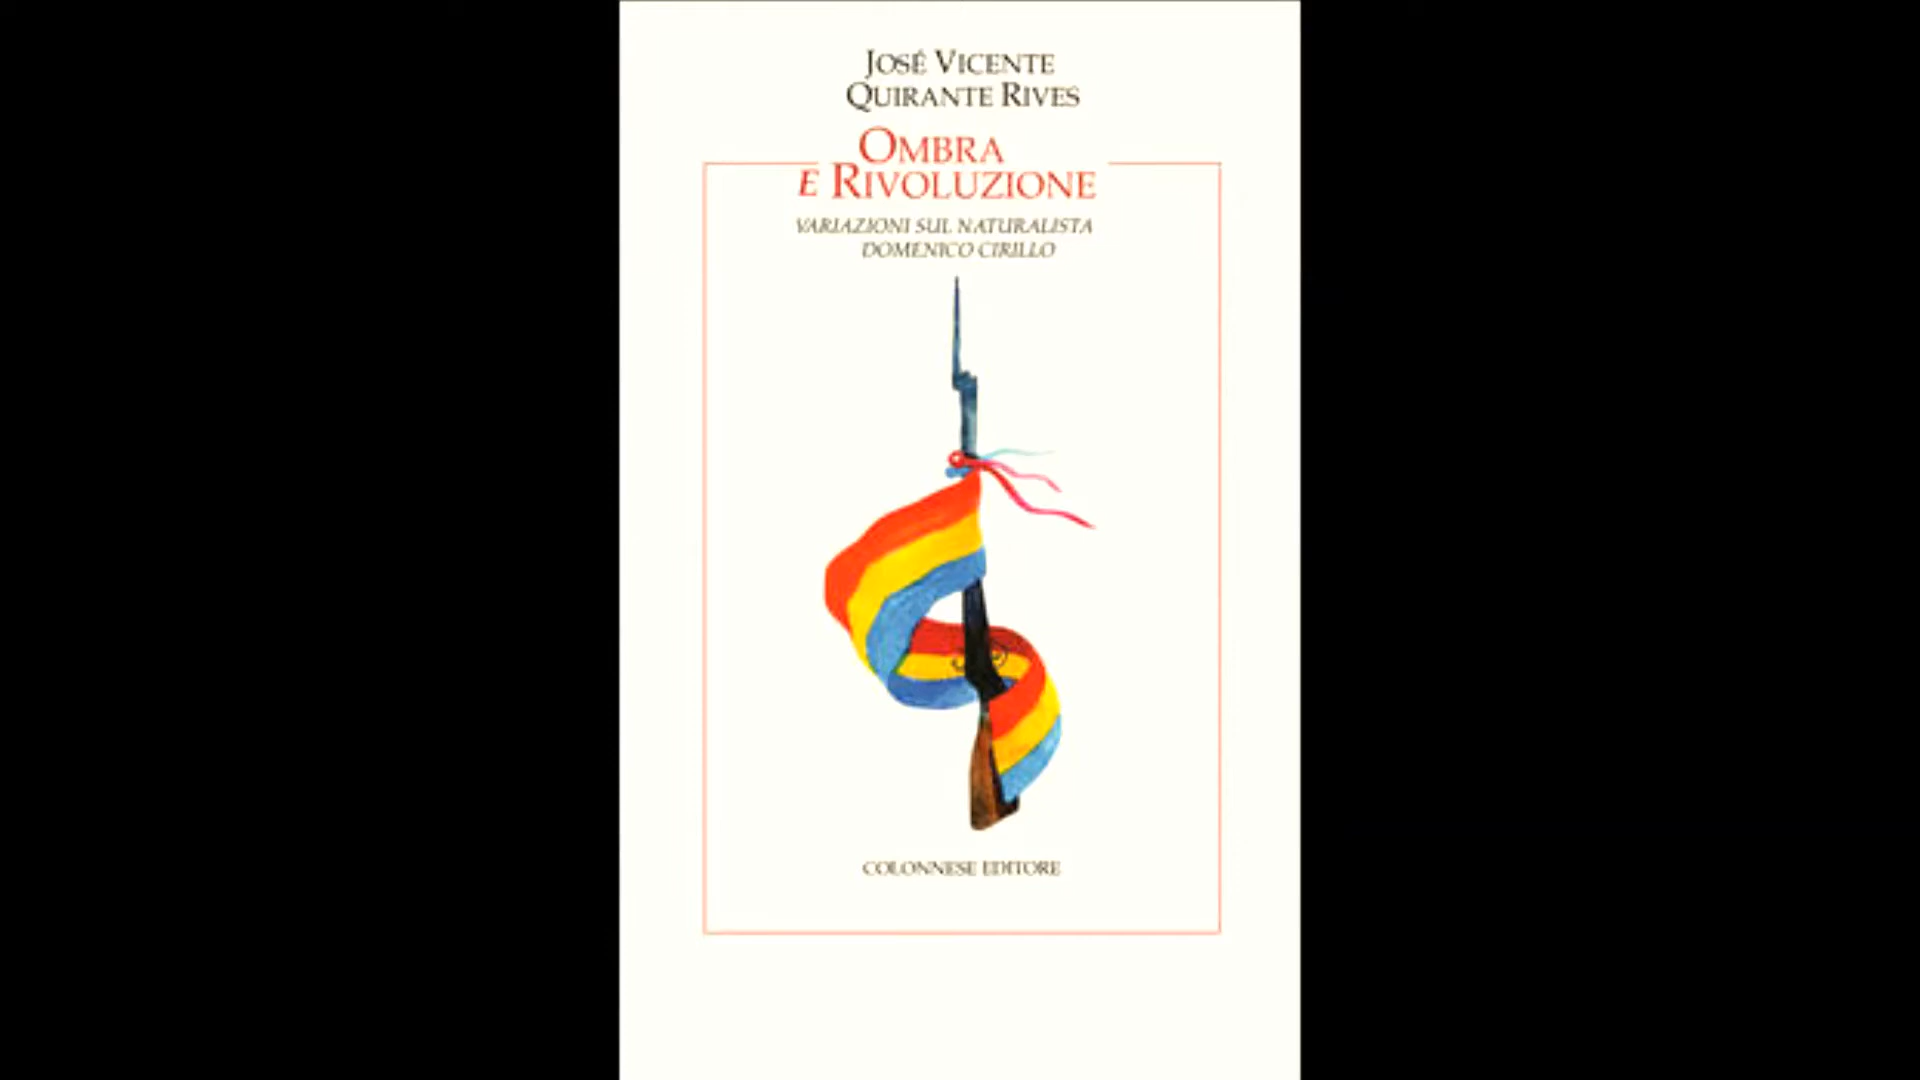 JOSÉ VICENTE
QUIRANTE RIVES
OMBRA
E RIVOLUZIONE
VARIAZIONI SUL NATURALISTA
DOMENICO CIRILLO
COLONNESE EDITORE